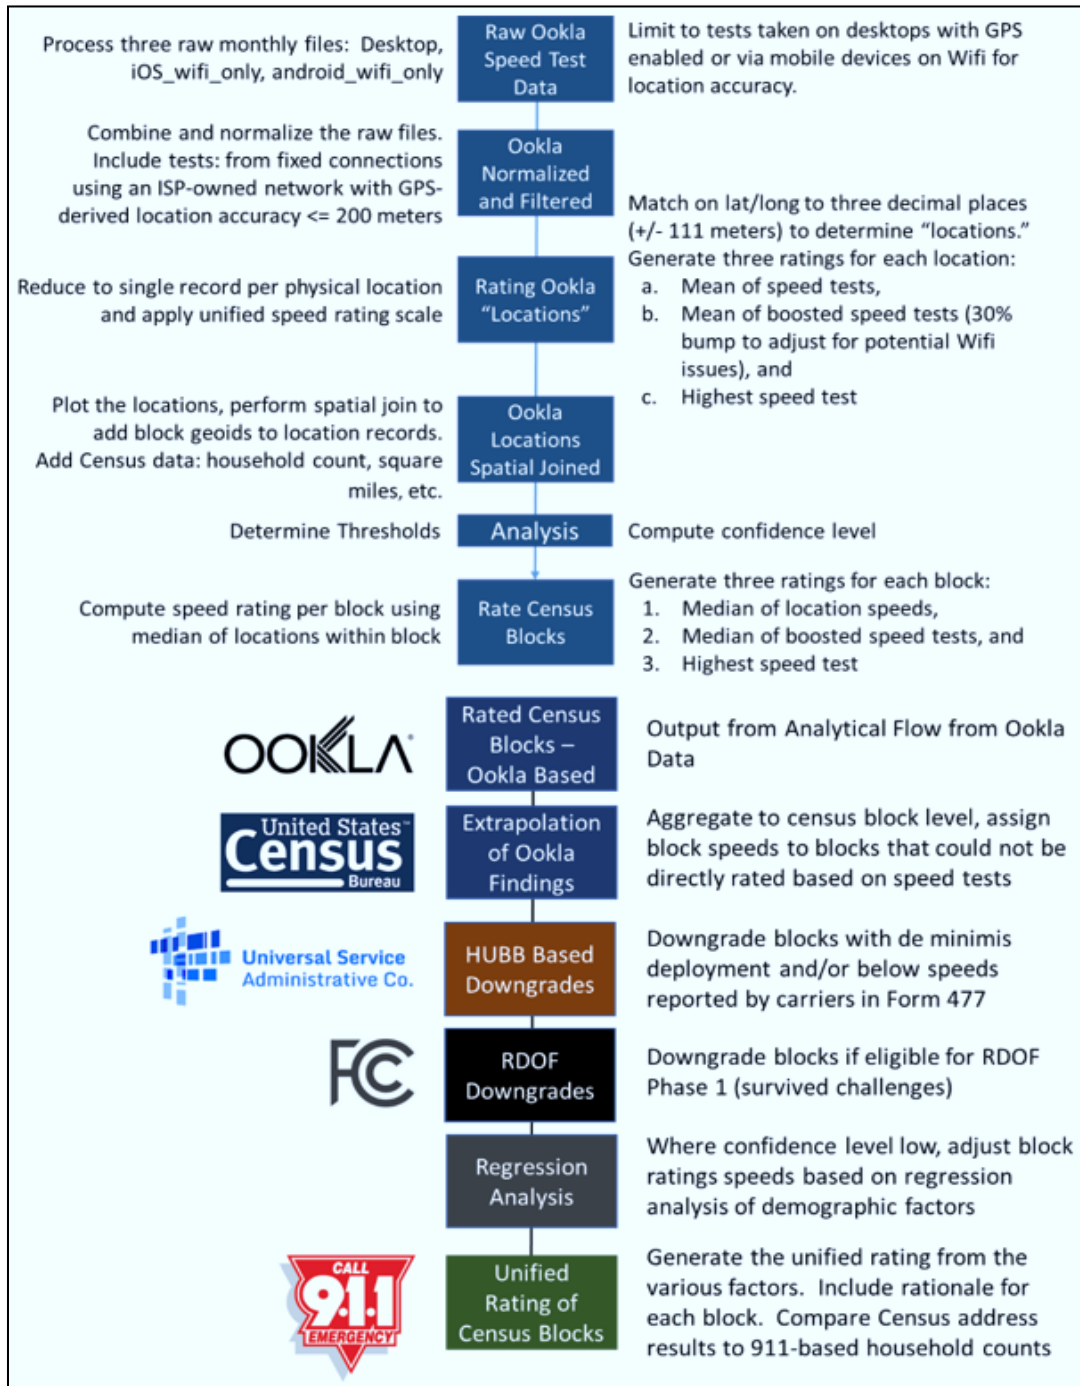 Process three raw monthly files: Desktop,
iOS_wifi_only, android_wifi_only
Raw Ookla
Speed Test
Data
Limit to tests taken on desktops with GPS
enabled or via mobile devices on Wifi for
location accuracy.
Combine and normalize the raw files.
Include tests: from fixed connections
using an ISP-owned network with GPS-
derived location accuracy <= 200 meters
Ookla
Normalized
and Filtered
Match on lat/long to three decimal places
(+/- 111 meters) to determine “locations.”
Generate three ratings for each location:
a. Mean of speed tests,
b. Mean of boosted speed tests (30%
bump to adjust for potential Wifi
issues), and
c. Highest speed test
Reduce to single record per physical location
and apply unified speed rating scale
Rating Ookla
“Locations”
Plot the locations, perform spatial join to
add block geoids to location records.
Add Census data: household count, square
miles, etc.
Ookla
Locations
Spatial Joined
Determine Thresholds
Analysis
Compute confidence level
Compute speed rating per block using
median of locations within block
Rate Census
Blocks
Generate three ratings for each block:
1. Median of location speeds,
2. Median of boosted speed tests, and
3. Highest speed test
OOKLA®
Rated Census
Blocks –
Ookla Based
Output from Analytical Flow from Ookla
Data
United States™
Census
Bureau
Extrapolation
of Ookla
Findings
Aggregate to census block level, assign
block speeds to blocks that could not be
directly rated based on speed tests
Universal Service
Administrative Co.
HUBB Based
Downgrades
Downgrade blocks with de minimis
deployment and/or below speeds
reported by carriers in Form 477
FCC
RDOF
Downgrades
Downgrade blocks if eligible for RDOF
Phase 1 (survived challenges)
Regression
Analysis
Where confidence level low, adjust block
ratings speeds based on regression
analysis of demographic factors
CALL
9.1.1
EMERGENCY
Unified
Rating of
Census Blocks
Generate the unified rating from the
various factors. Include rationale for
each block. Compare Census address
results to 911-based household counts